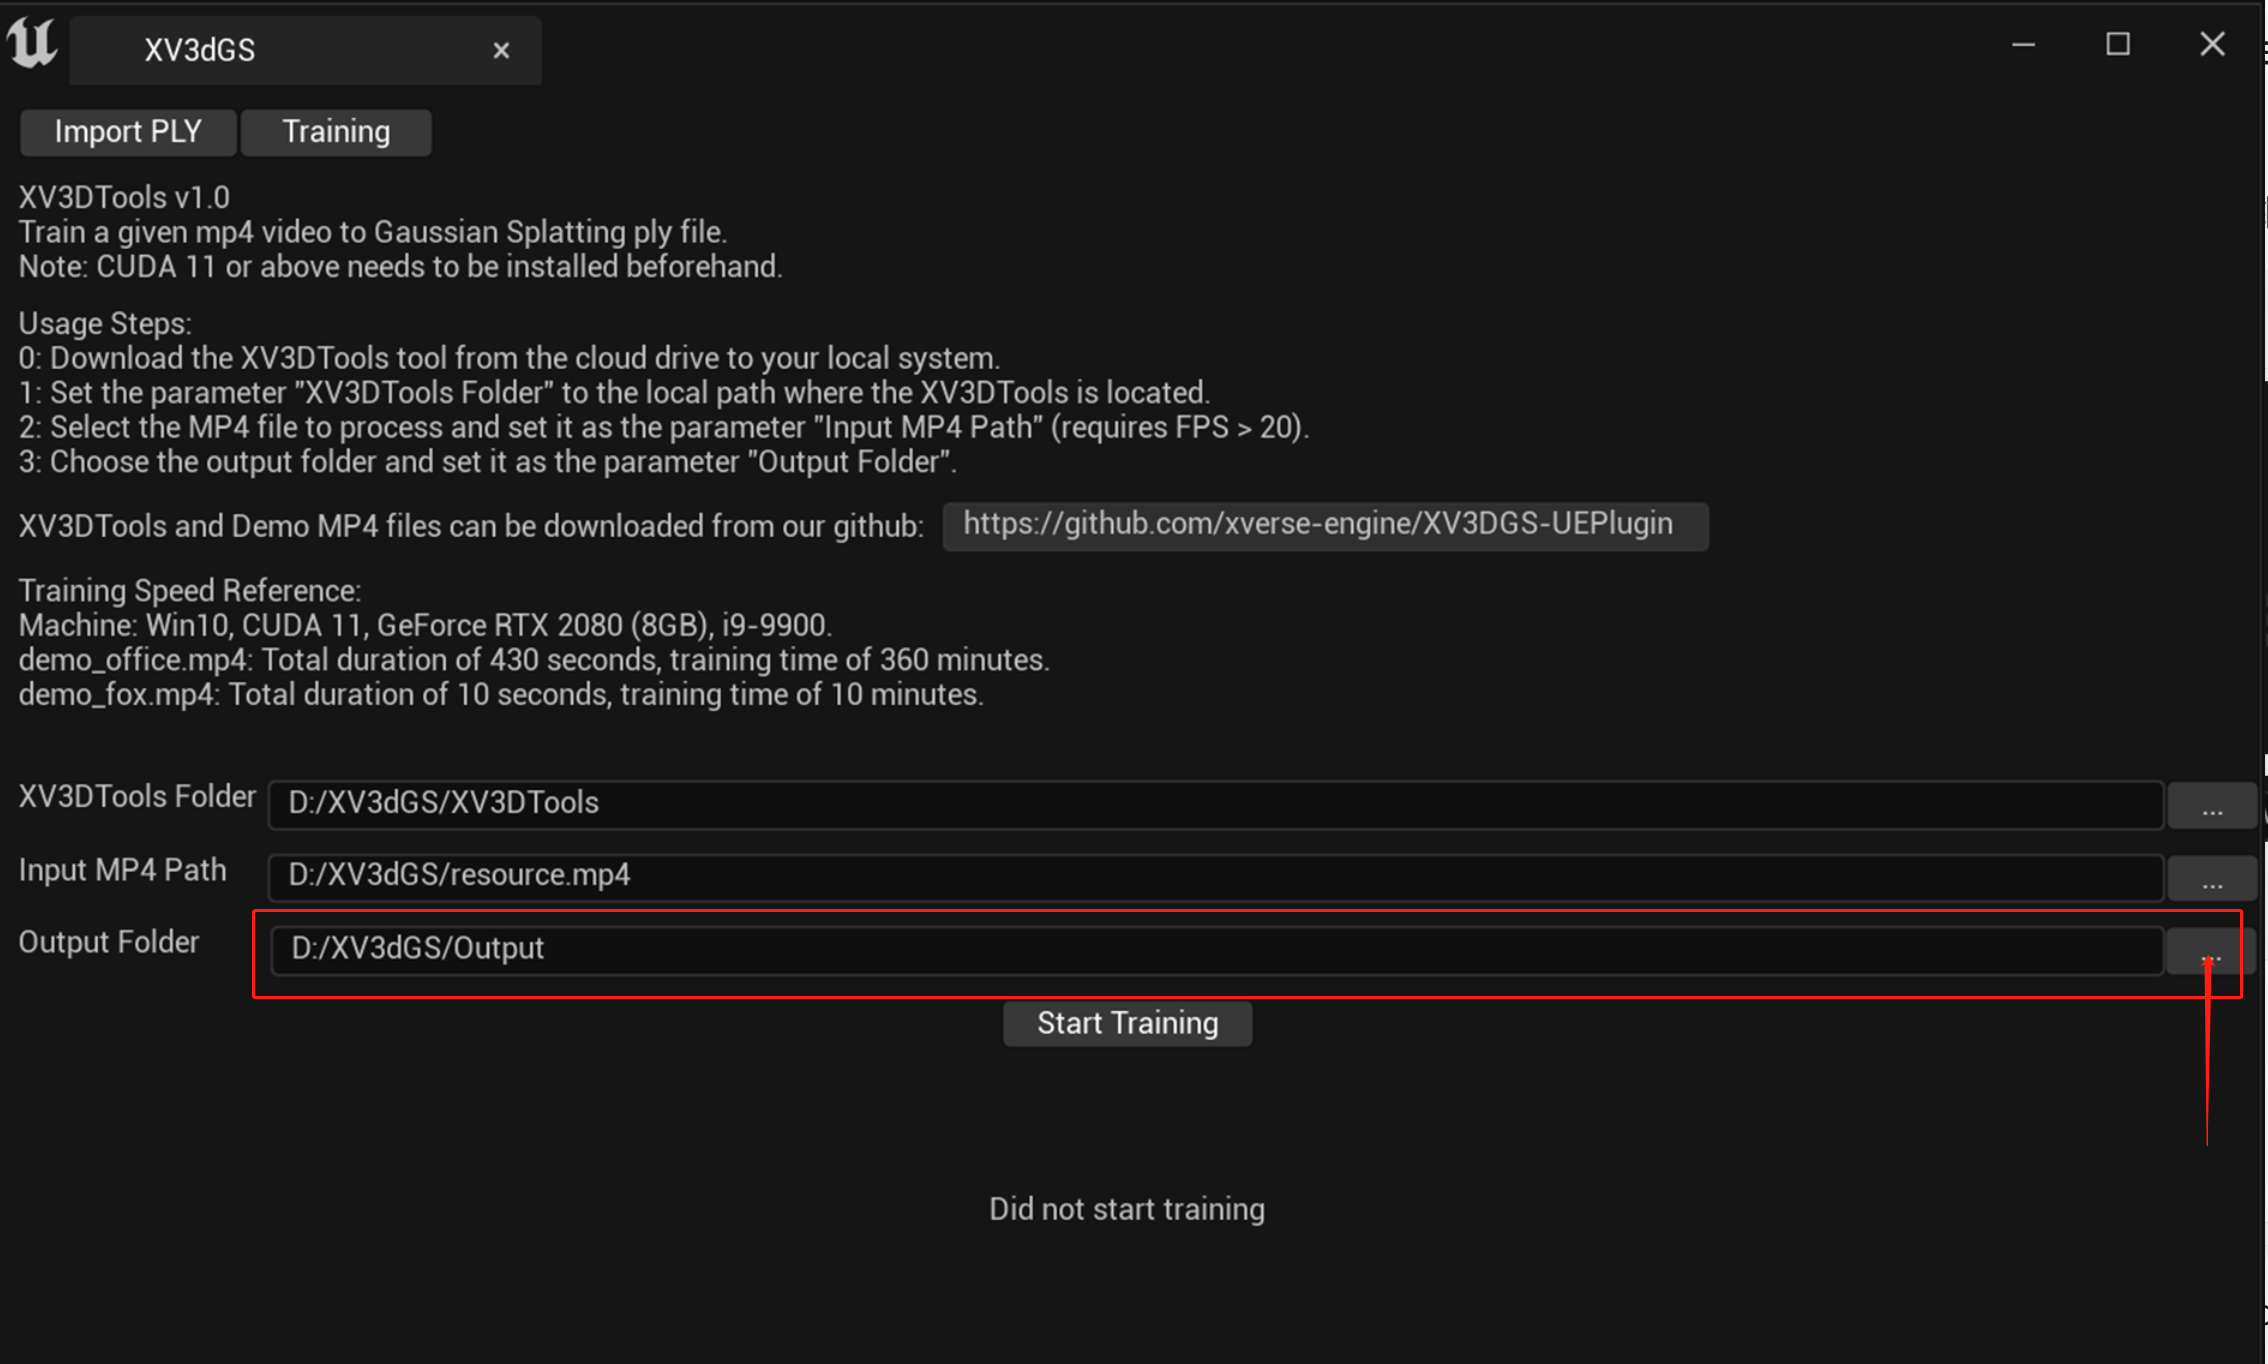 XV3dGS
Import PLY Training
XV3DTools v1.0
Train a given mp4 video to Gaussian Splatting ply file.
Note: CUDA 11 or above needs to be installed beforehand.
Usage Steps:
0: Download the XV3DTools tool from the cloud drive to your local system.
1: Set the parameter "XV3DTools Folder" to the local path where the XV3DTools is located.
2: Select the MP4 file to process and set it as the parameter "Input MP4 Path" (requires FPS > 20).
3: Choose the output folder and set it as the parameter "Output Folder".
XV3DTools and Demo MP4 files can be downloaded from our github: https://github.com/xverse-engine/XV3DGS-UEPlugin
Training Speed Reference:
Machine: Win10, CUDA 11, GeForce RTX 2080 (8GB), i9-9900.
demo_office.mp4: Total duration of 430 seconds, training time of 360 minutes.
demo_fox.mp4: Total duration of 10 seconds, training time of 10 minutes.
XV3DTools Folder D:/XV3dGS/XV3DTools ...
Input MP4 Path D:/XV3dGS/resource.mp4 ...
Output Folder D:/XV3dGS/Output ...
Start Training
Did not start training